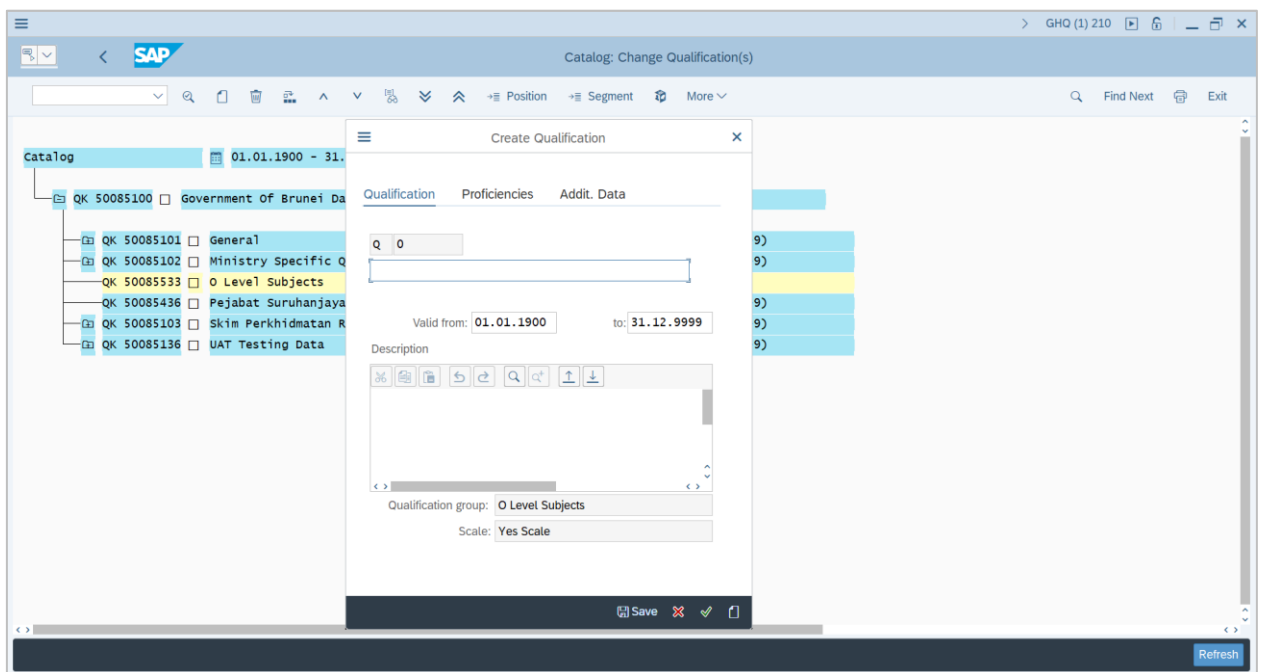 GHQ (1) 210
SAP
Catalog: Change Qualification(s)
Position Segment More Find Next Exit
Create Qualification
Catalog 01.01.1900 - 31.
Qualification Proficiencies Addit. Data
QK 50085100 Government Of Brunei Da
QK 50085101 General 9)
Q 0
QK 50085102 Ministry Specific Q 9)
QK 50085533 O Level Subjects
QK 50085436 Pejabat Suruhanjaya 9)
QK 50085103 Skim Perkhidmatan R 9)
Valid from: 01.01.1900 to: 31.12.9999
QK 50085136 UAT Testing Data 9)
Description
Qualification group: O Level Subjects
Scale: Yes Scale
Save
Refresh